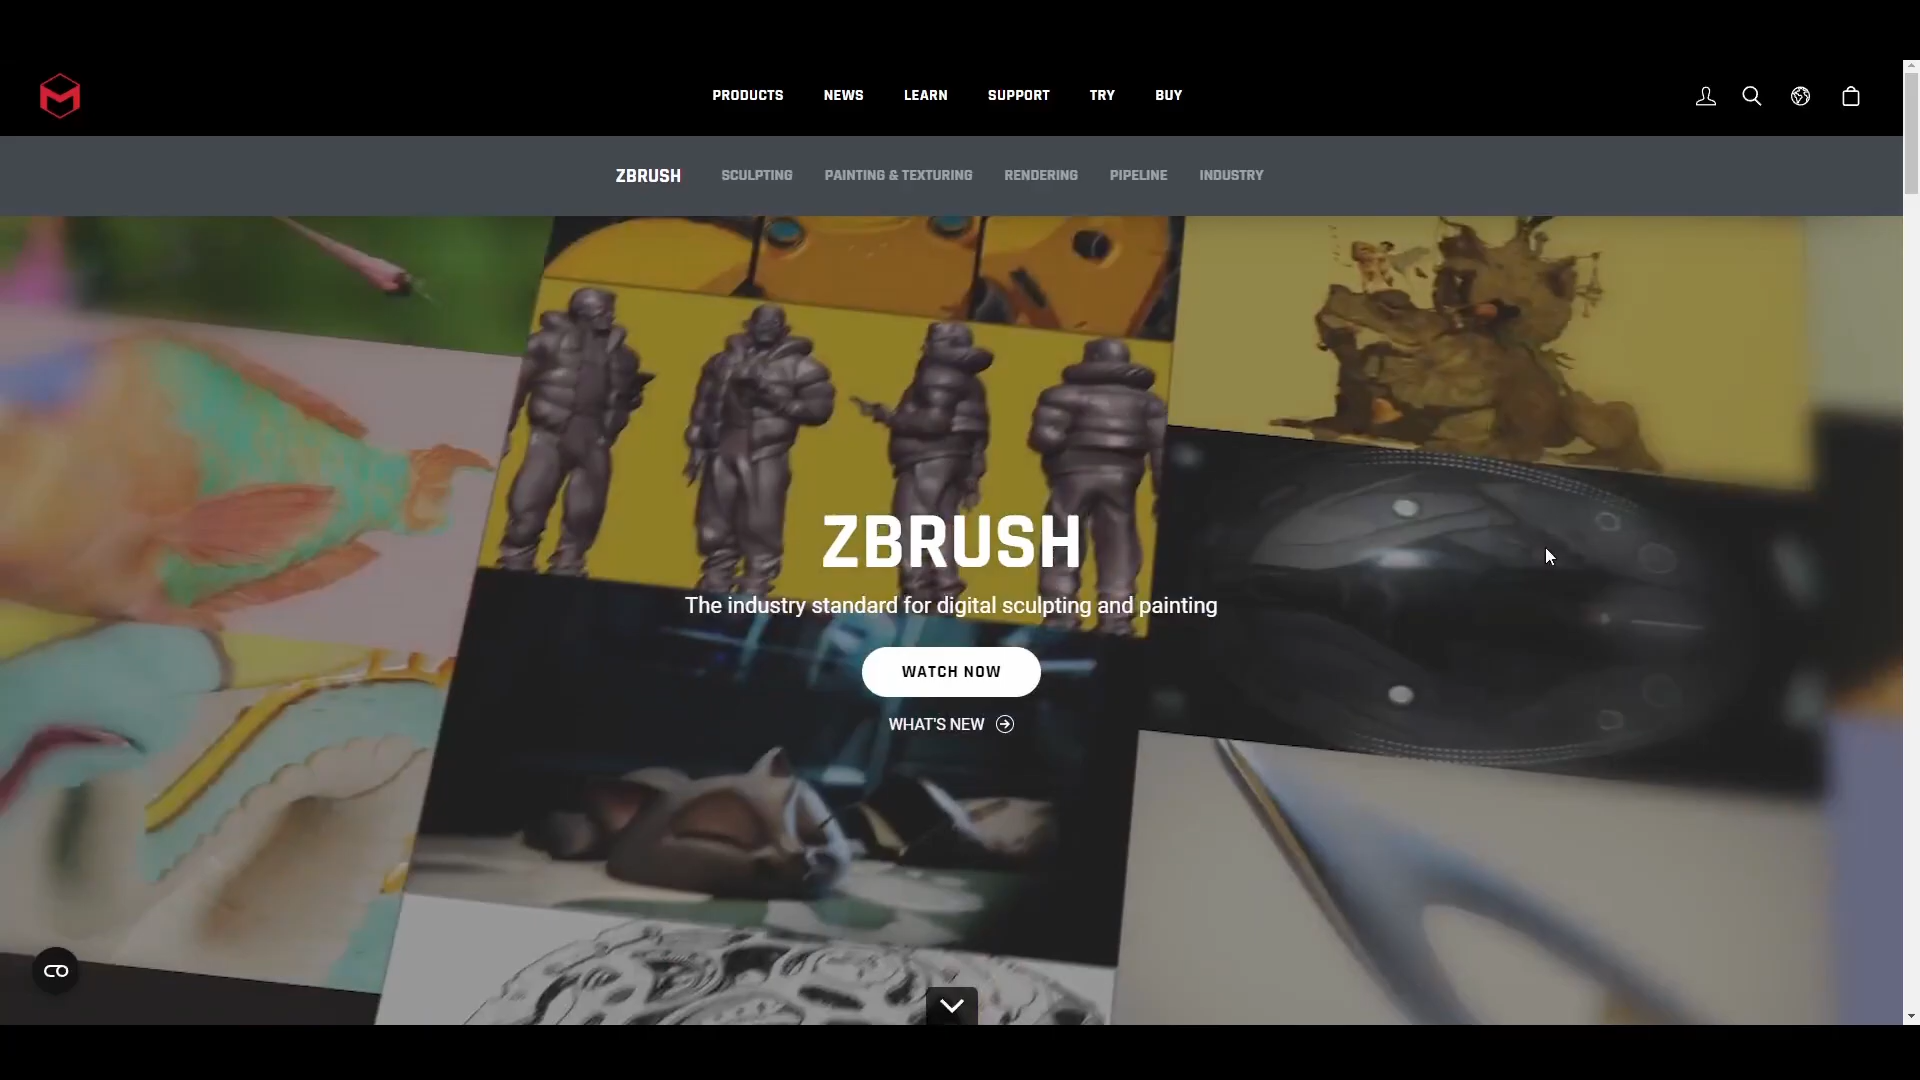 PRODUCTS NEWS LEARN SUPPORT TRY BUY
ZBRUSH SCULPTING PAINTING & TEXTURING RENDERING PIPELINE INDUSTRY
ZBRUSH
The industry standard for digital sculpting and painting
WATCH NOW
WHAT'S NEW